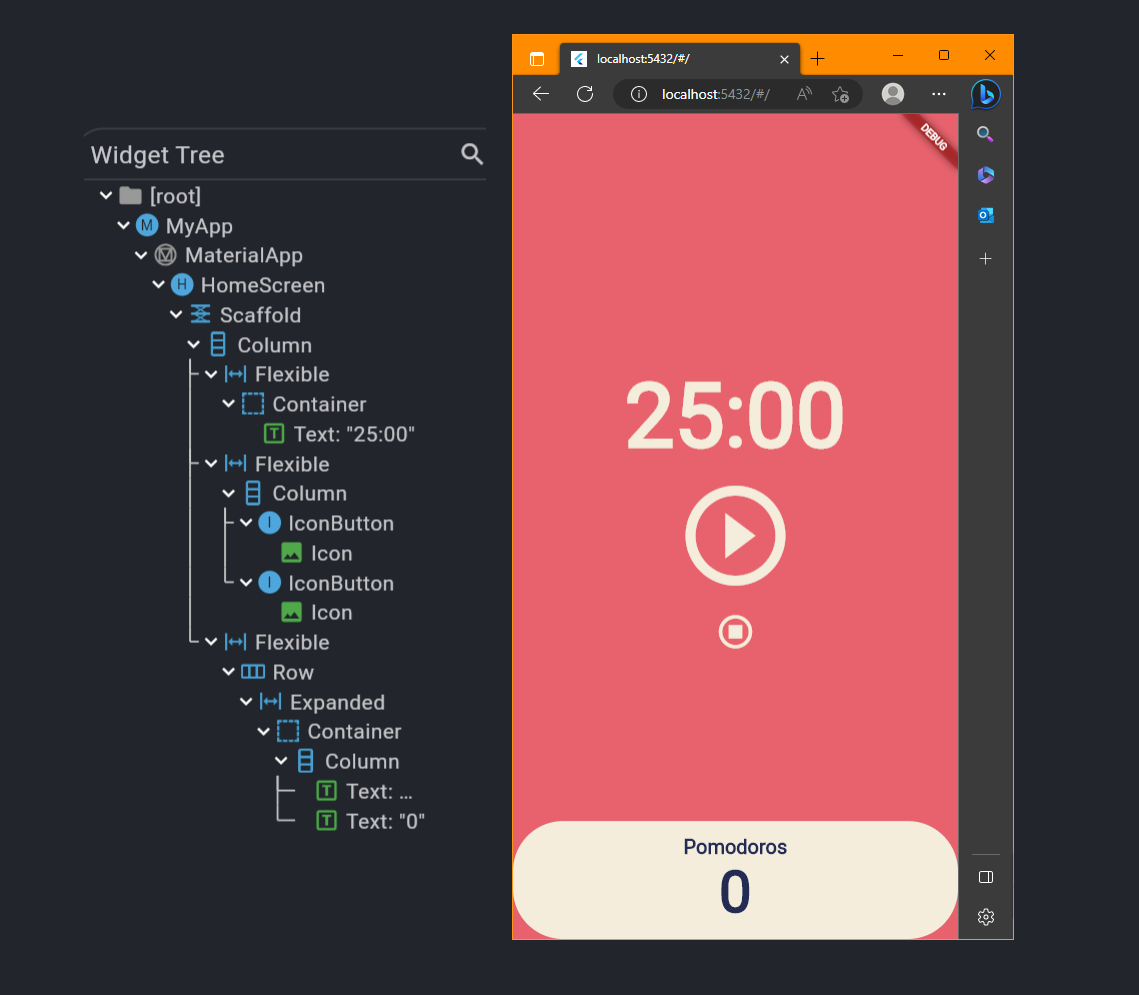 localhost:5432/#/
localhost:5432/#/
Widget Tree
[root]
M MyApp
MaterialApp
H HomeScreen
Scaffold
Column
Flexible
Container
T Text: "25:00"
Flexible
Column
I IconButton
Icon
I IconButton
Icon
Flexible
Row
Expanded
Container
Column
T Text: ...
T Text: "0"
DEBUG
25:00
Pomodoros
0